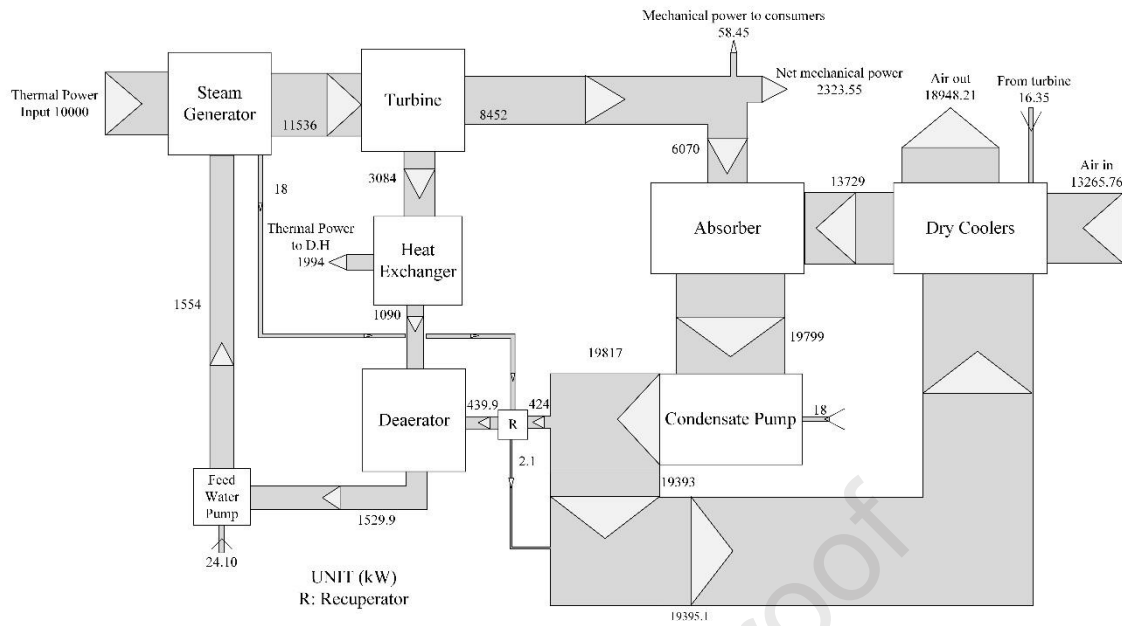 Mechanical power to consumers
58.45
Steam
Generator
Turbine
Net mechanical power
2323.55
Air out
18948.21
From turbine
16.35
Thermal Power
Input 10000
11536
8452
6070
Air in
13265.76
3084
18
13729
Absorber
Dry Coolers
Thermal Power
to D.H
1994
Heat
Exchanger
1554
1090
19799
19817
Deaerator
439.9
R
424
Condensate Pump
18
2.1
Feed
Water
Pump
19393
1529.9
24.10
UNIT (kW)
R: Recuperator
19395.1
proof